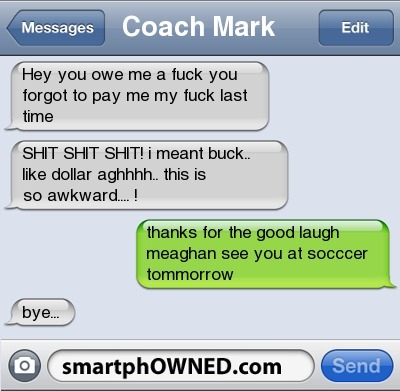 Messages
Coach Mark
Edit
Hey you owe me a fuck you
forgot to pay me my fuck last
time
SHIT SHIT SHIT! i meant buck..
like dollar aghhhh.. this is
so awkward.... !
thanks for the good laugh
meaghan see you at socccer
tommorrow
bye...
smartphOWNED.com
Send